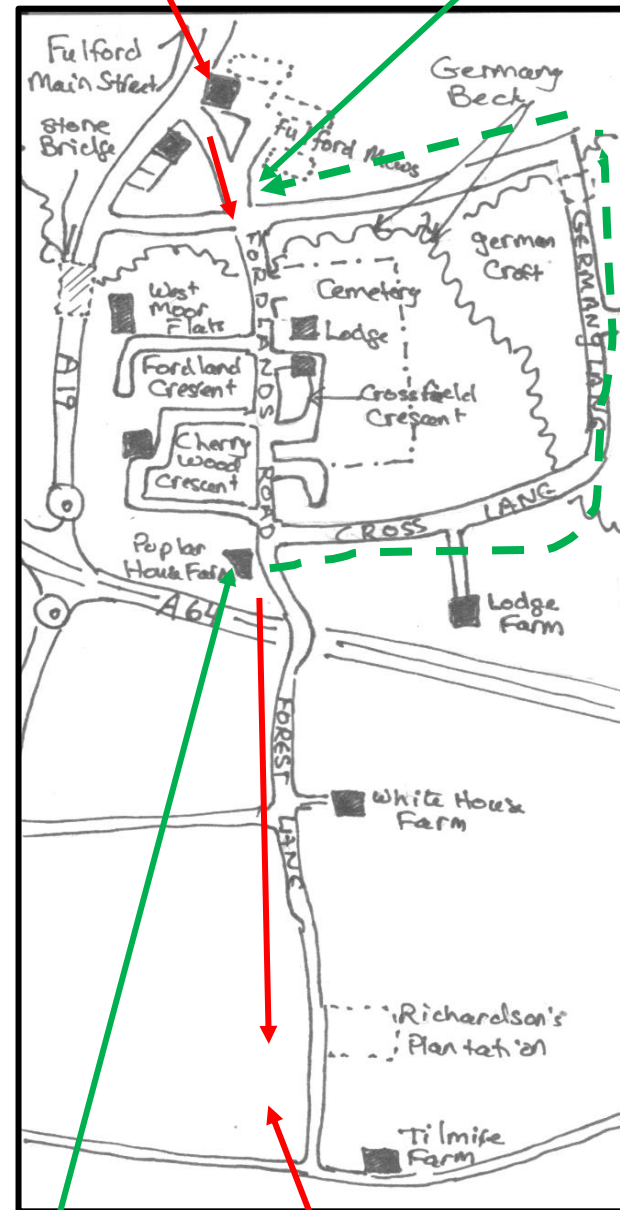 Fulford
Main Street
Stone
Bridge
Germany
Beck
Fulford Mews
german
Croft
GERMANY LANE
West
Moor
Flats
FORDLANDS ROAD
Cemetery
Lodge
A19
Fordland
Crescent
Crossfield
Crescent
Cherry
Wood
Crescent
CROSS LANE
Poplar
House Farm
A64
Lodge
Farm
FOREST LANE
White House
Farm
Richardson's
Plantation
Tilmire
Farm